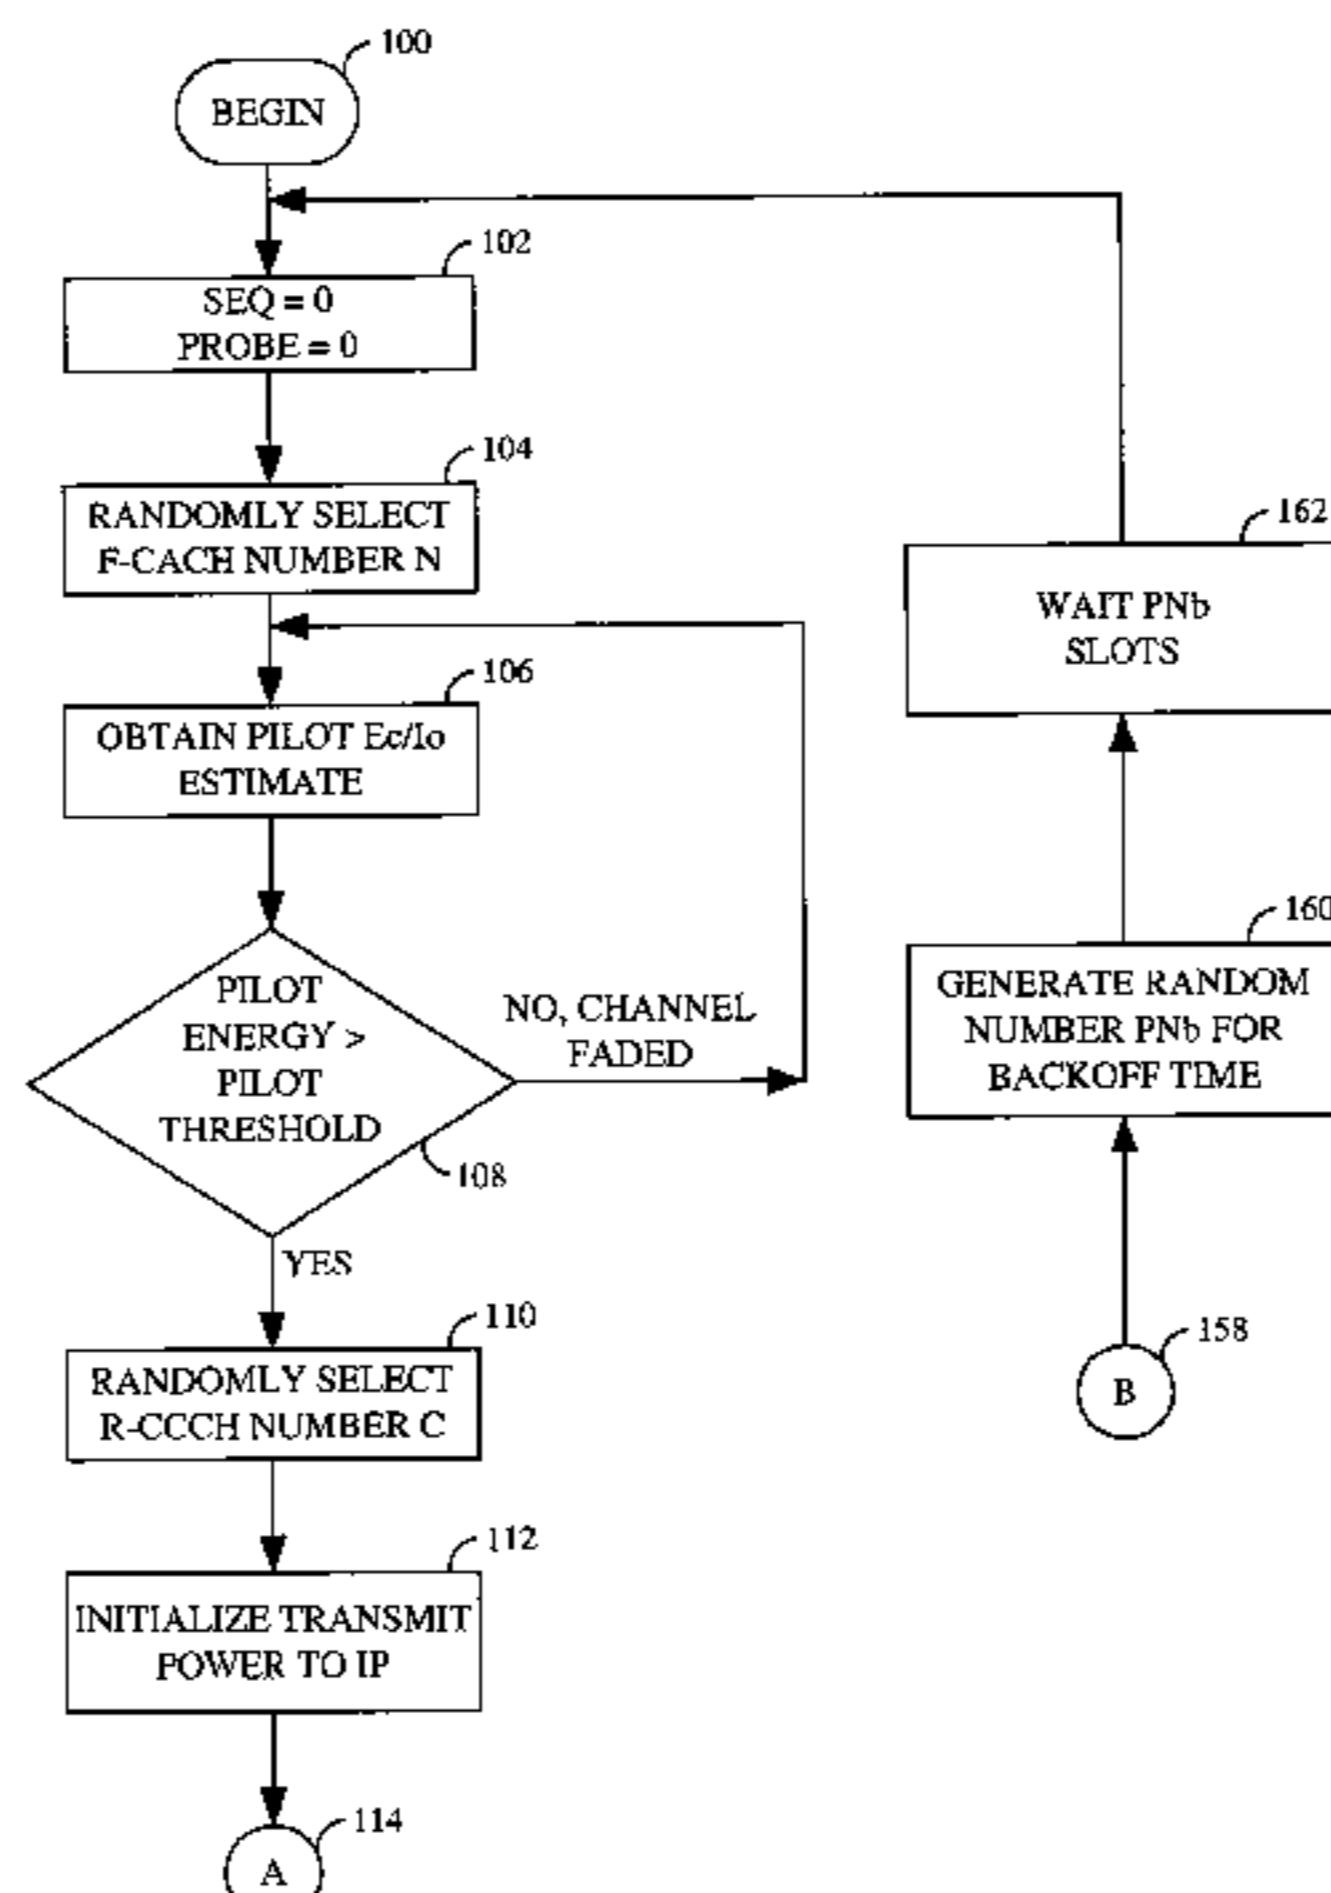 100
BEGIN
102
SEQ = 0
PROBE = 0
104
RANDOMLY SELECT
F-CACH NUMBER N
106
OBTAIN PILOT Ec/Io
ESTIMATE
PILOT
ENERGY >
PILOT
THRESHOLD
108
NO, CHANNEL
FADED
YES
110
RANDOMLY SELECT
R-CCCH NUMBER C
112
INITIALIZE TRANSMIT
POWER TO IP
114
A
162
WAIT PNb
SLOTS
160
GENERATE RANDOM
NUMBER PNb FOR
BACKOFF TIME
158
B